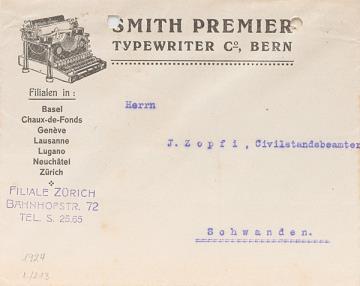 SMITH PREMIER
TYPEWRITER Cº, BERN
Filialen in :
Basel
Chaux-de-Fonds
Genève
Lausanne
Lugano
Neuchâtel
Zürich
FILIALE ZÜRICH
BAHNHOFSTR. 72
TEL. S. 25.65
Herrn
J. Zopfi, Civilstandsbeamter
Schwanden.
1924